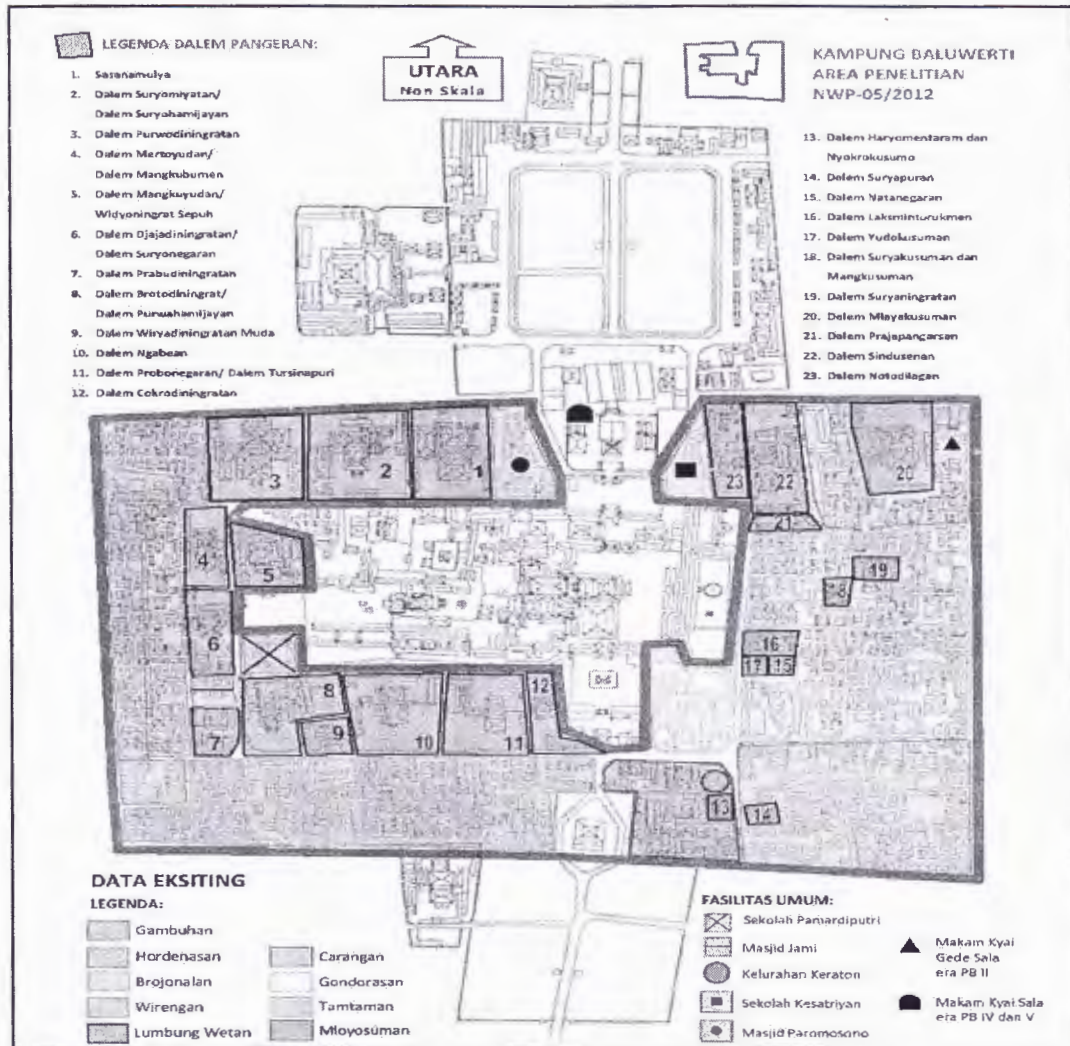 LEGENDA DALEM PANGERAN:
1. Sasanamulya
2. Dalem Suryomiyatan/
Dalem Suryohamijayan
3. Dalem Purwodiningratan
4. Dalem Mertoyudan/
Dalem Mangkubumen
5. Dalem Mangkuyudan/
Widyoningrat Sepuh
6. Dalem Djajadiningratan/
Dalem Suryonegaran
7. Dalem Prabudiningratan
8. Dalem Brotodiningrat/
Dalem Purwahamijayan
9. Dalem Wiryadiningratan Muda
10. Dalem Ngabean
11. Dalem Probonegaran/ Dalem Tursinapuri
12. Dalem Cokrodiningratan
UTARA
Non Skala
KAMPUNG BALUWERTI
AREA PENELITIAN
NWP-05/2012
13. Dalem Haryomentaram dan
Nyokrokusumo
14. Dalem Suryapuran
15. Dalem Natanegaran
16. Dalem Laksminturukmen
17. Dalem Yudokusuman
18. Dalem Suryakusuman dan
Mangkusuman
19. Dalem Suryaningratan
20. Dalem Mlayakusuman
21. Dalem Prajapangarsan
22. Dalem Sindusenan
23. Dalem Notodilagan
3
2
1
23
22
21
20
4
5
19
18
6
16
17
15
8
12
7
9
10
11
13
14
DATA EKSITING
LEGENDA:
Gambuhan
Hordenasan
Brojonalan
Wirengan
Lumbung Wetan
Carangan
Gondorasan
Tamtaman
Mloyosuman
FASILITAS UMUM:
Sekolah Pamardiputri
Masjid Jami
Kelurahan Keraton
Sekolah Kesatriyan
Masjid Paromosono
Makam Kyai
Gede Sala
era PB II
Makam Kyai Sala
era PB IV dan V